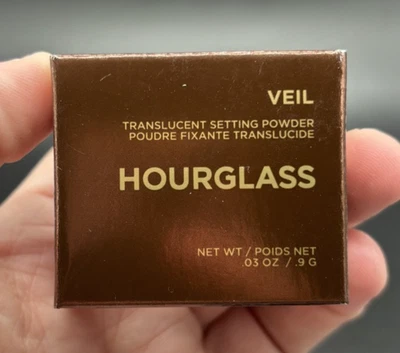 VEIL
TRANSLUCENT SETTING POWDER
POUDRE FIXANTE TRANSLUCIDE
HOURGLASS
NET WT / POIDS NET
.03 OZ / .9 G